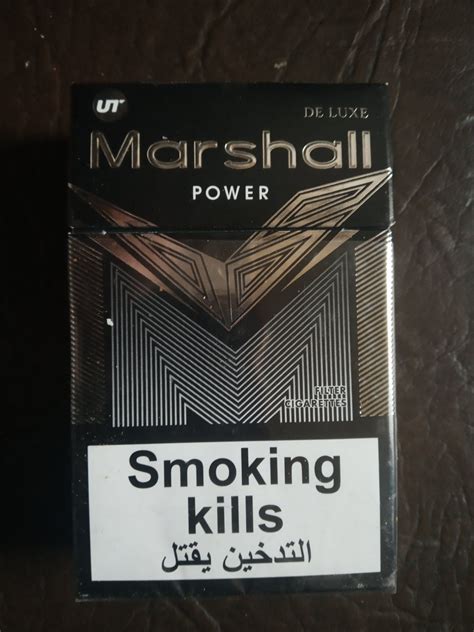 UT
DE LUXE
Marshall
POWER
FILTER
CIGARETTES
Smoking
kills
التدخين يقتل